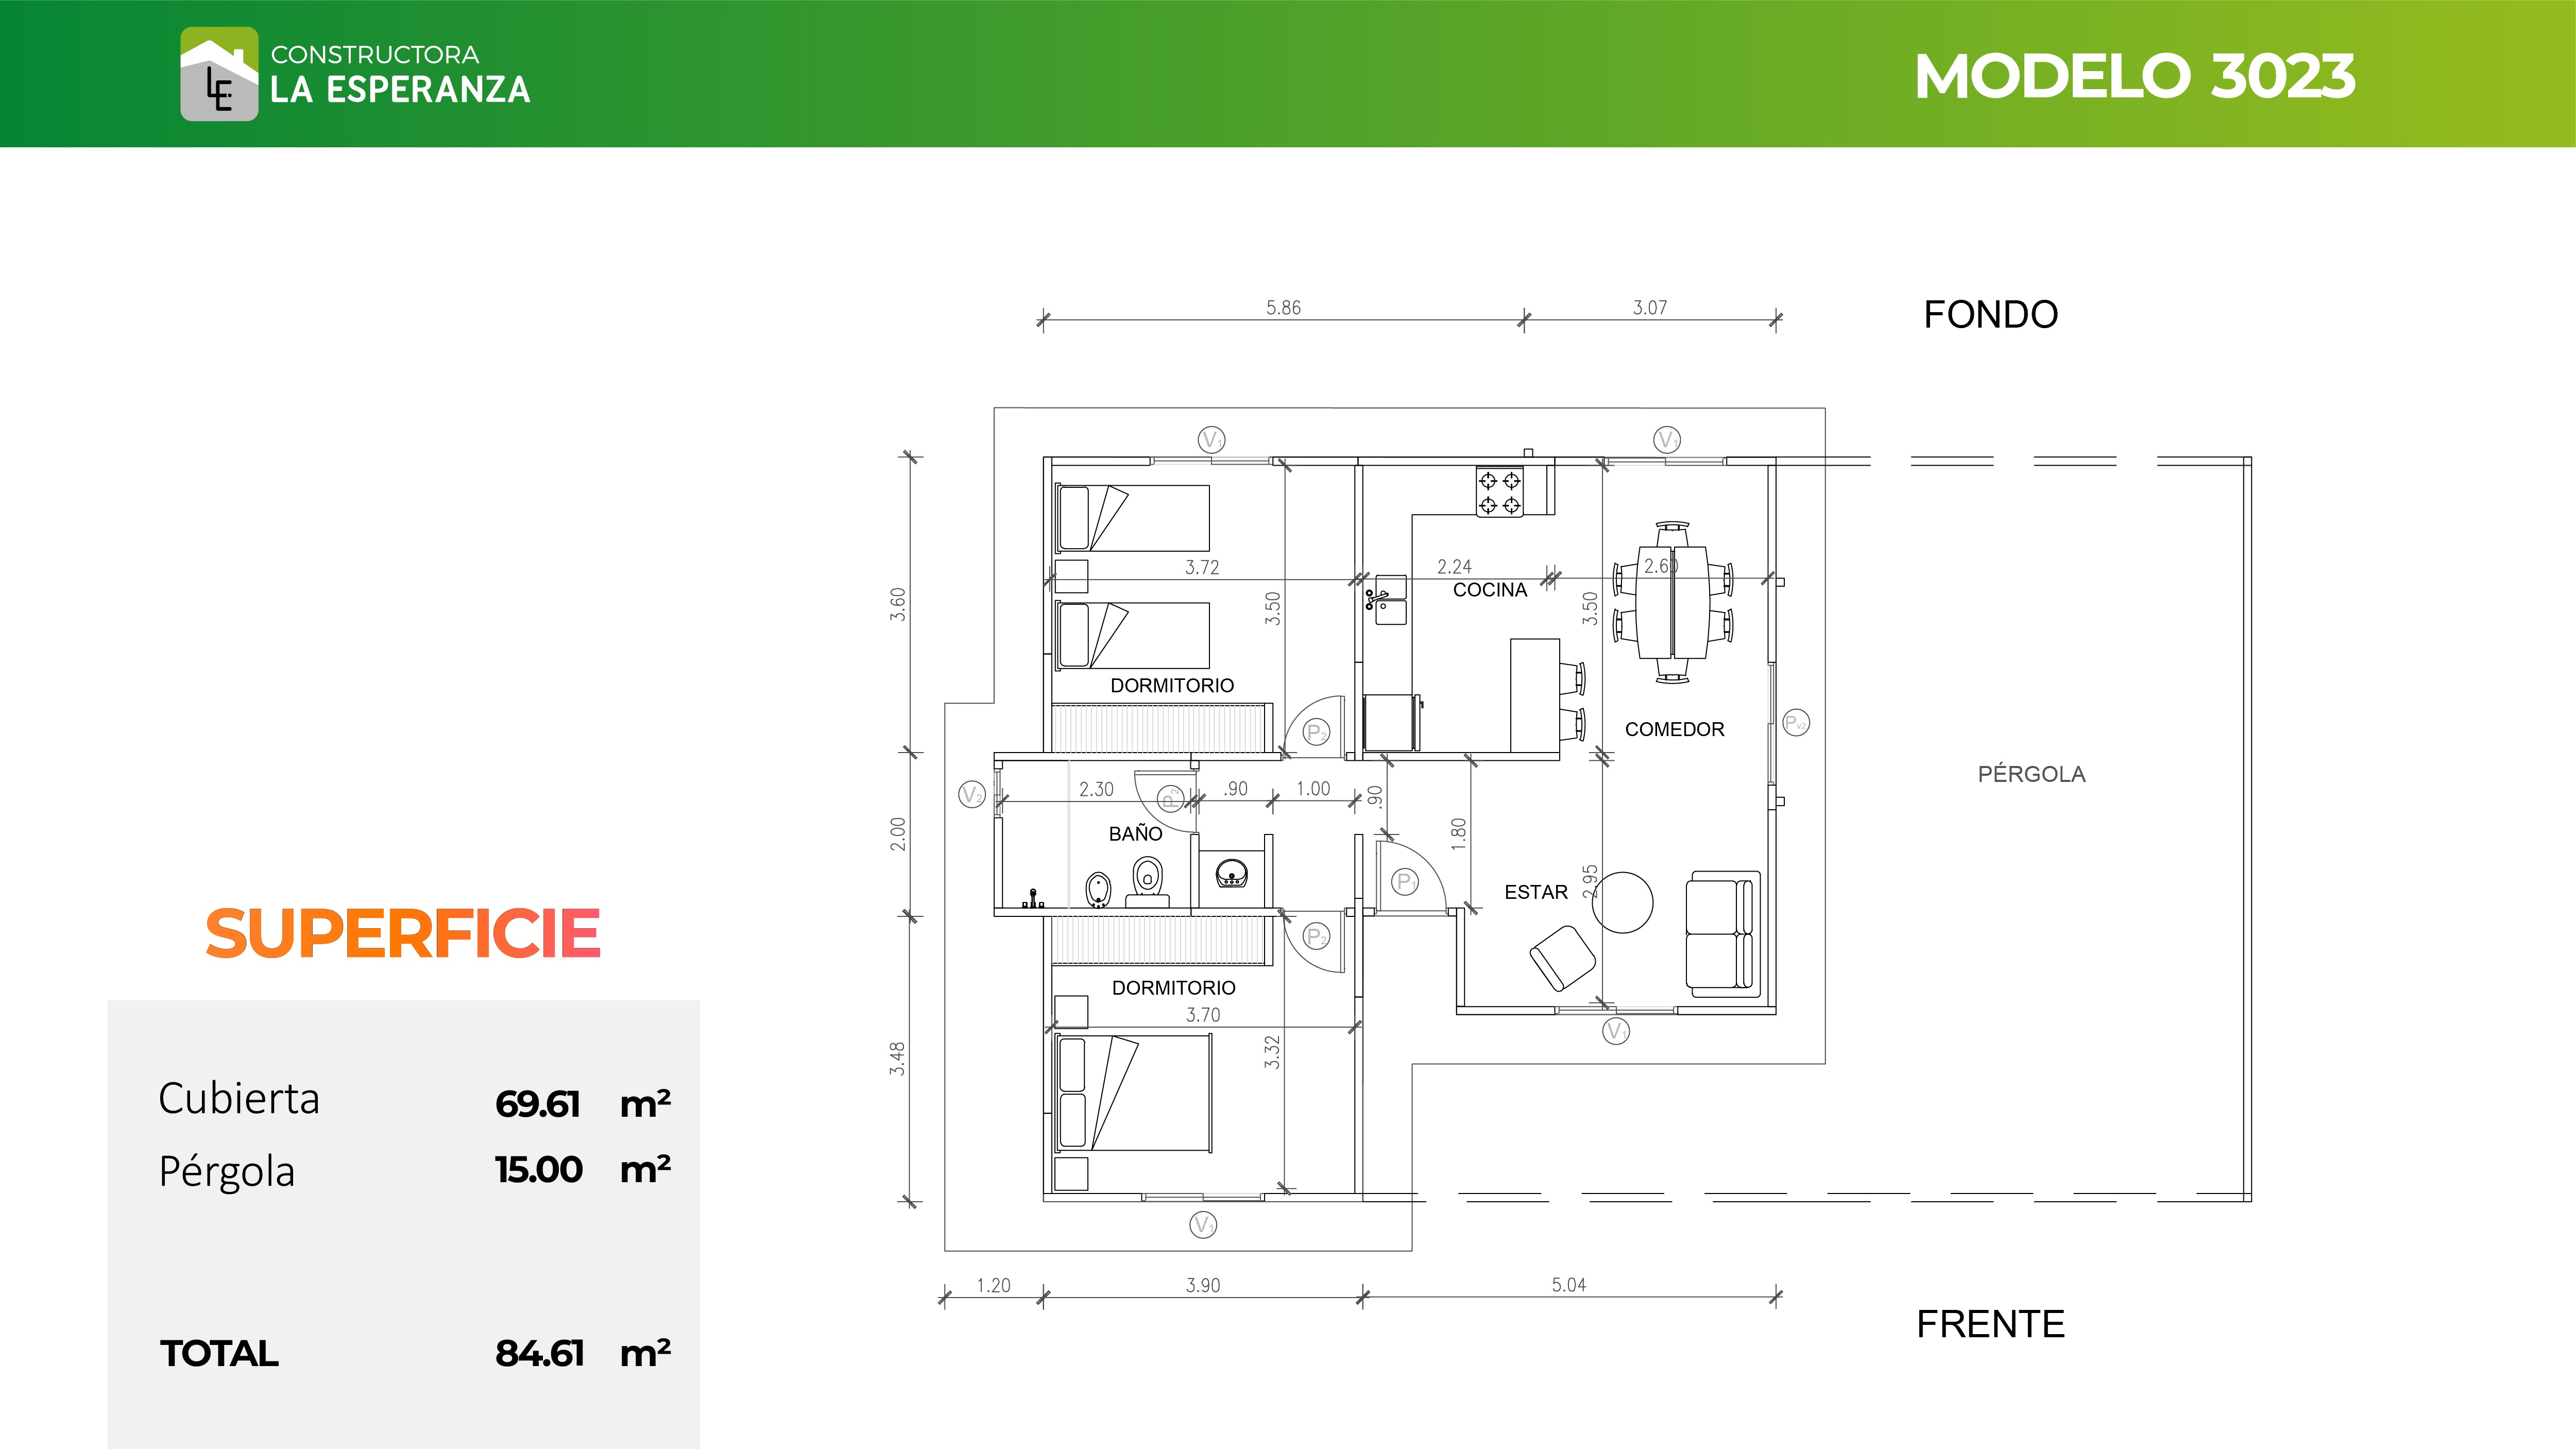 CONSTRUCTORA
LA ESPERANZA
LE.
MODELO 3023
5.86
3.07
FONDO
V1
V1
3.60
3.72
2.24
2.60
COCINA
3.50
3.50
DORMITORIO
P2
COMEDOR
Pv2
PÉRGOLA
V2
2.30
P2
.90
1.00
.90
2.00
BAÑO
1.80
P1
ESTAR
2.95
P2
DORMITORIO
3.70
V1
3.48
3.32
V1
1.20
3.90
5.04
FRENTE
SUPERFICIE
Cubierta 69.61 m²
Pérgola 15.00 m²
TOTAL 84.61 m²